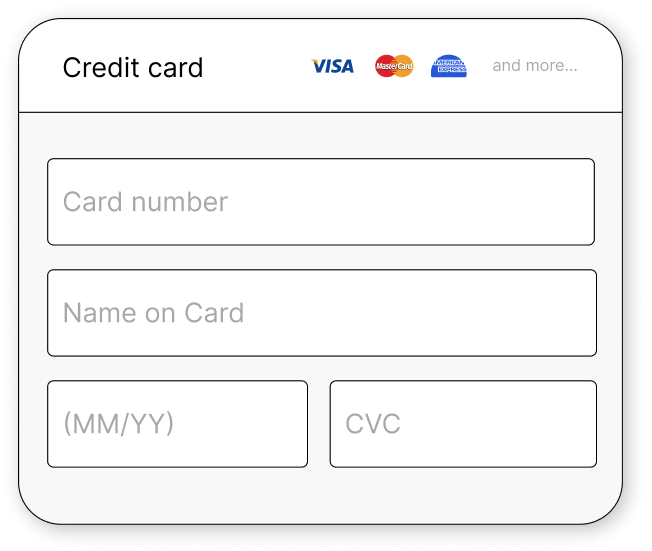 Credit card VISA MasterCard AMERICAN EXPRESS and more...
Card number
Name on Card
(MM/YY) CVC